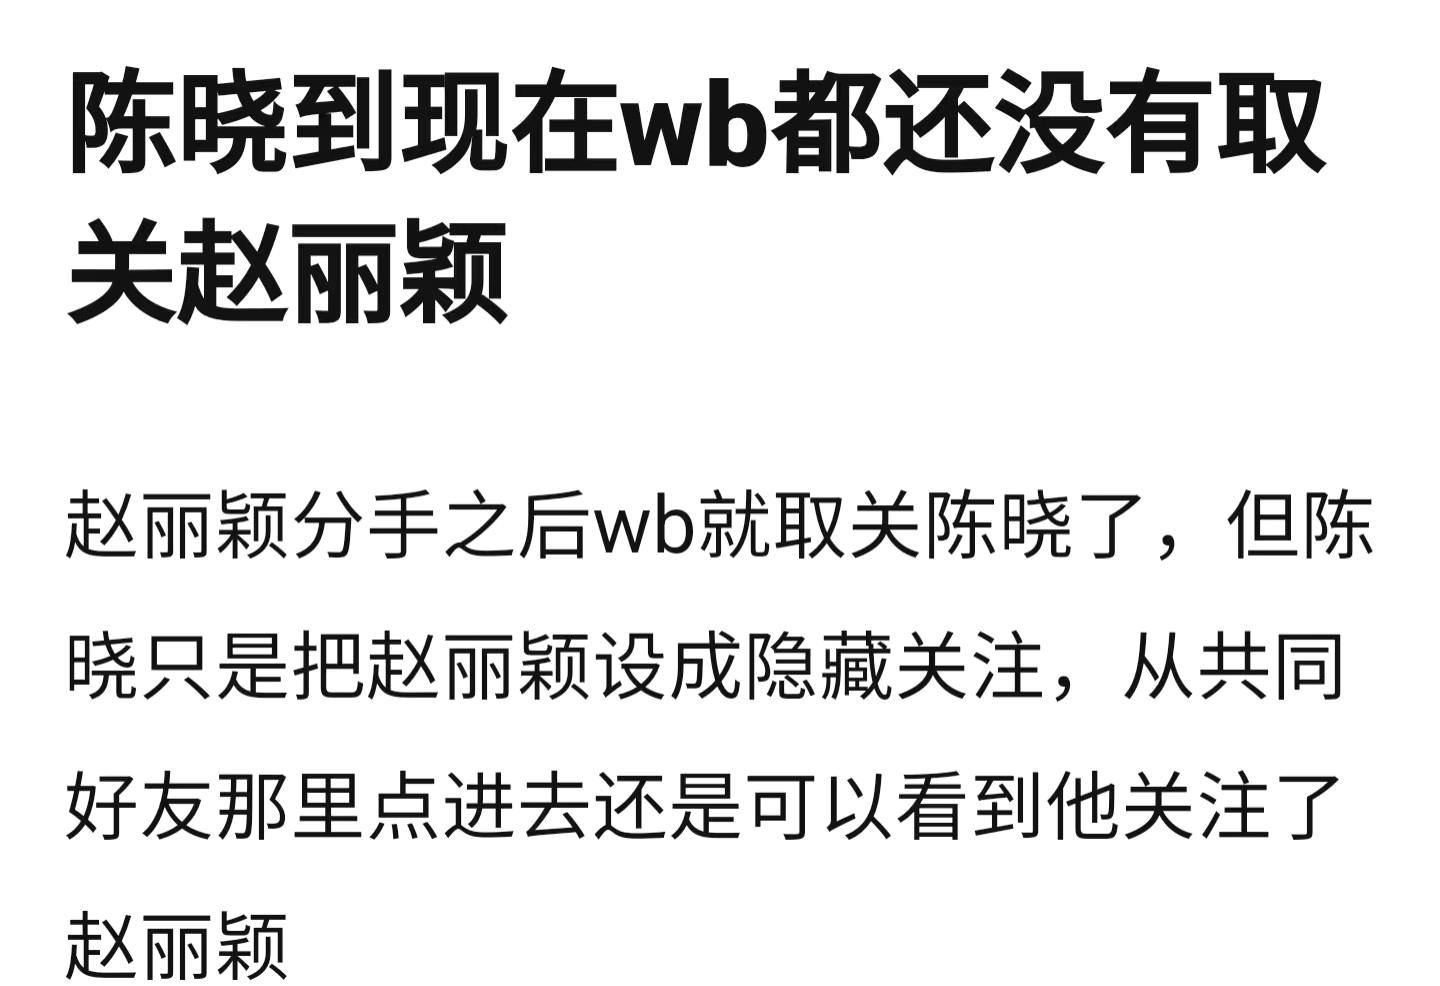 陈晓到现在wb都还没有取
关赵丽颖
赵丽颖分手之后wb就取关陈晓了，但陈
晓只是把赵丽颖设成隐藏关注，从共同
好友那里点进去还是可以看到他关注了
赵丽颖